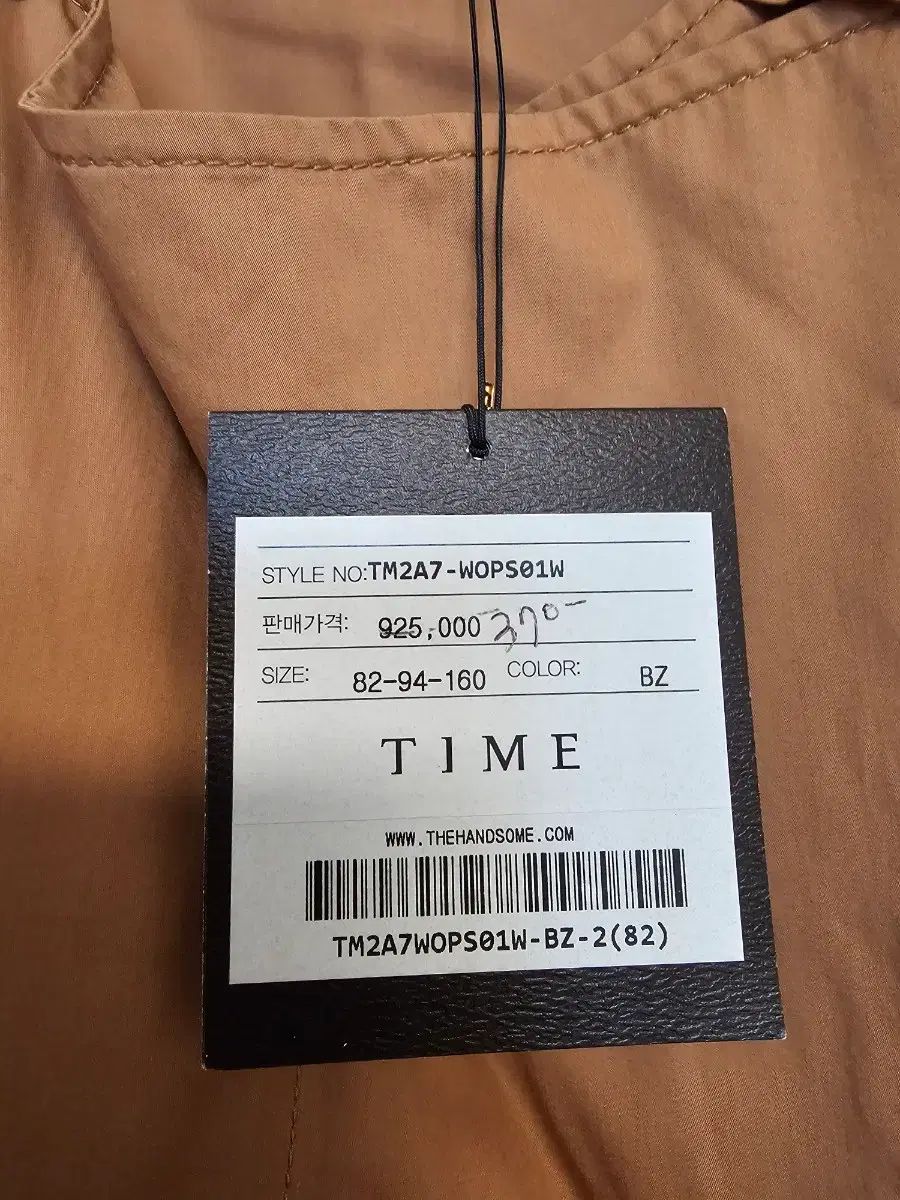 STYLE NO:TM2A7-WOPS01W
판매가격: 925,000 370-
SIZE: 82-94-160 COLOR: BZ
TIME
WWW.THEHANDSOME.COM
TM2A7WOPS01W-BZ-2(82)